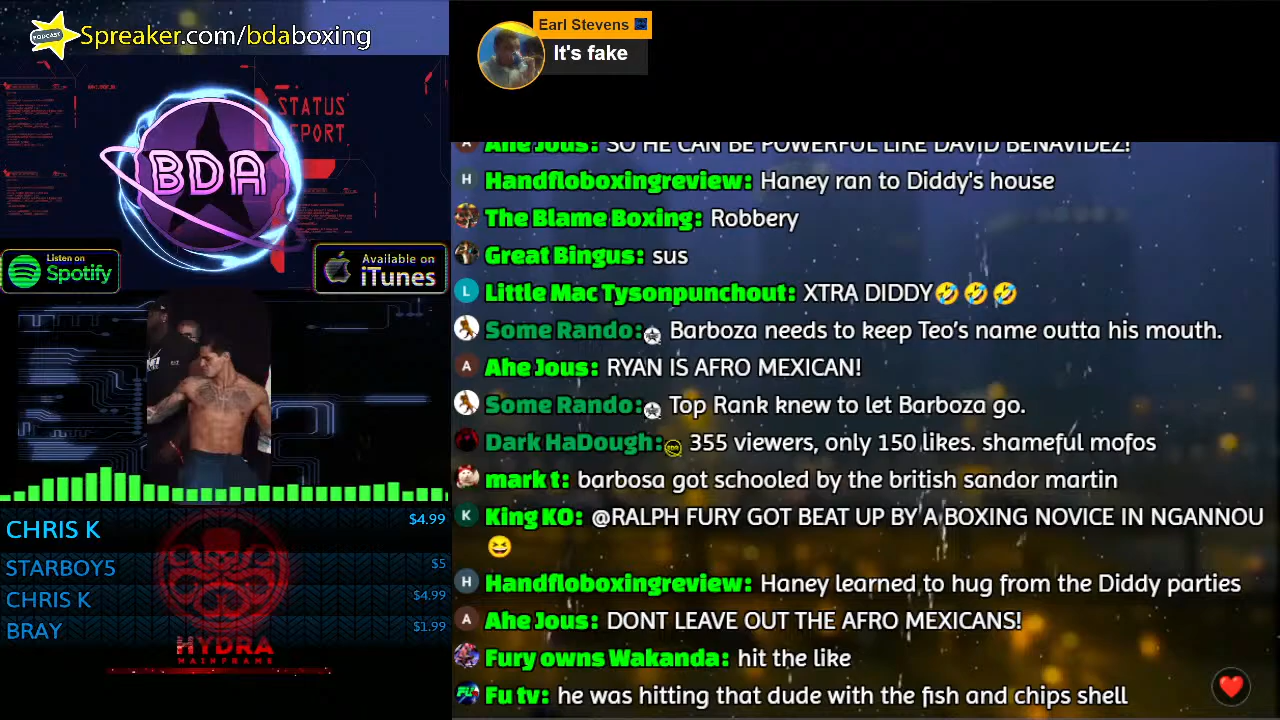 PODCAST
Spreaker.com/bdaboxing
STATUS
REPORT
BDA
Listen on
Spotify
Available on
iTunes
CHRIS K $4.99
STARBOY5 $5
CHRIS K $4.99
BRAY $1.99
HYDRA
MAINFRAME
Earl Stevens
It's fake
Ahe Jous: SO HE CAN BE POWERFUL LIKE DAVID BENAVIDEZ!
H Handfloboxingreview: Haney ran to Diddy's house
The Blame Boxing: Robbery
Great Bingus: sus
L Little Mac Tysonpunchout: XTRA DIDDY🤣🤣🤣
Some Rando: Barboza needs to keep Teo’s name outta his mouth.
A Ahe Jous: RYAN IS AFRO MEXICAN!
Some Rando: Top Rank knew to let Barboza go.
Dark HaDough: 355 viewers, only 150 likes. shameful mofos
mark t: barbosa got schooled by the british sandor martin
K King KO: @RALPH FURY GOT BEAT UP BY A BOXING NOVICE IN NGANNOU
😆
H Handfloboxingreview: Haney learned to hug from the Diddy parties
A Ahe Jous: DONT LEAVE OUT THE AFRO MEXICANS!
Fury owns Wakanda: hit the like
FU Fu tv: he was hitting that dude with the fish and chips shell